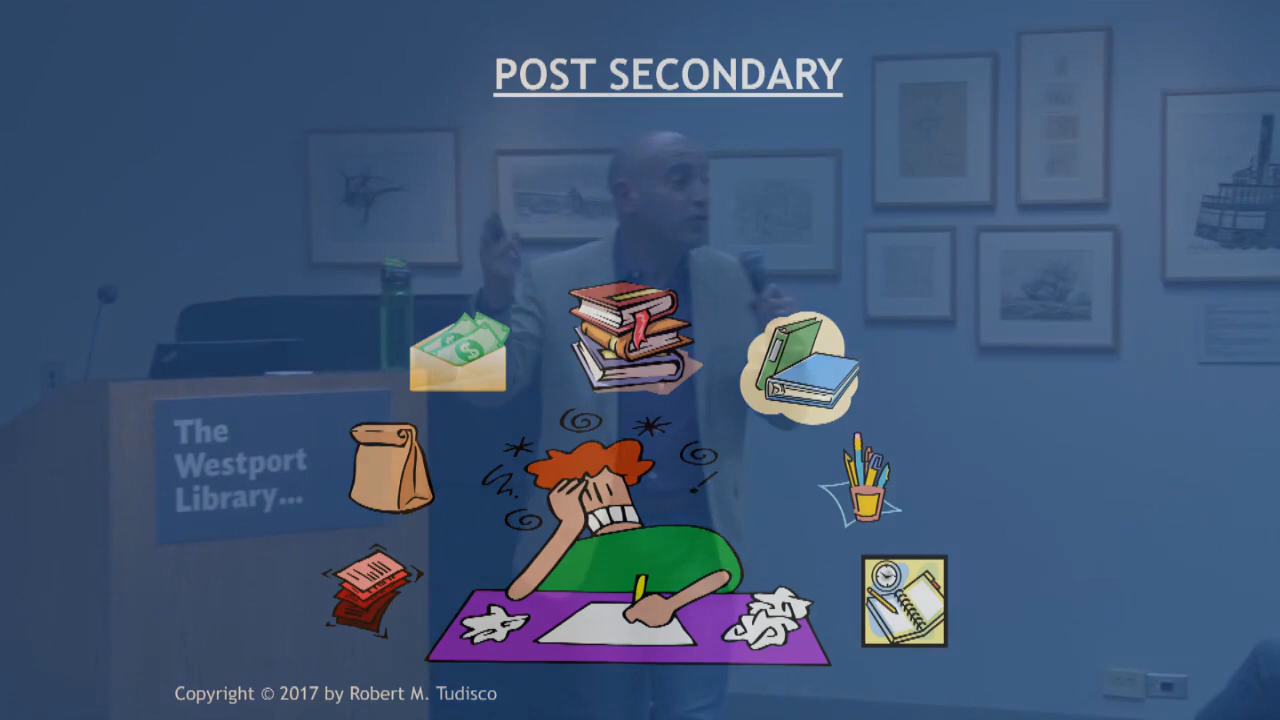 POST SECONDARY
The
Westport
Library...
Copyright © 2017 by Robert M. Tudisco